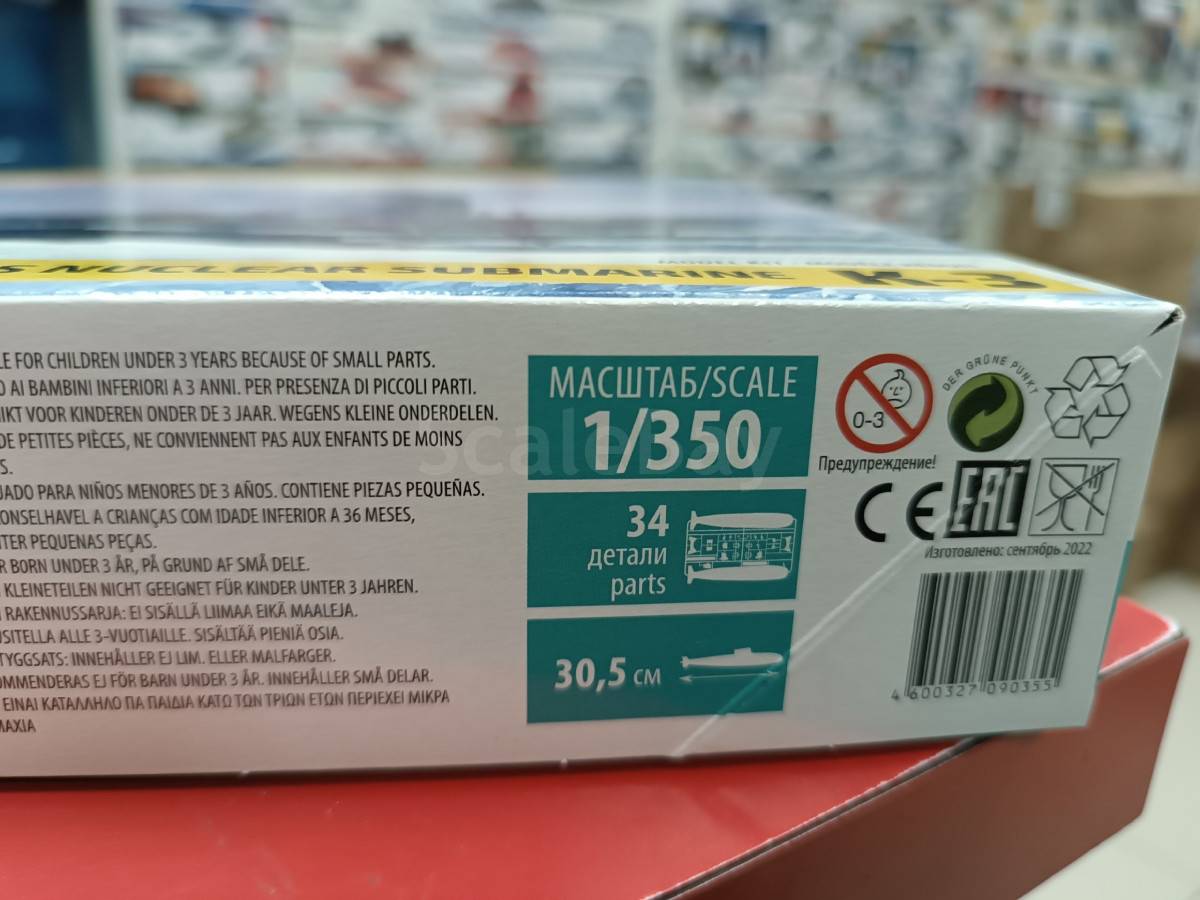 NUCLEAR SUBMARINE K-3
LE FOR CHILDREN UNDER 3 YEARS BECAUSE OF SMALL PARTS.
O AI BAMBINI INFERIORI A 3 ANNI. PER PRESENZA DI PICCOLI PARTI.
IKT VOOR KINDEREN ONDER DE 3 JAAR. WEGENS KLEINE ONDERDELEN.
DE PETITES PIÈCES, NE CONVIENNENT PAS AUX ENFANTS DE MOINS
S.
JADO PARA NIÑOS MENORES DE 3 AÑOS. CONTIENE PIEZAS PEQUEÑAS.
ONSELHAVEL A CRIANÇAS COM IDADE INFERIOR A 36 MESES,
NTER PEQUENAS PEÇAS.
R BORN UNDER 3 ÅR, PÅ GRUND AF SMÅ DELE.
KLEINETEILEN NICHT GEEIGNET FÜR KINDER UNTER 3 JAHREN.
RAKENNUSSARJA: EI SISÄLLÄ LIIMAA EIKÄ MAALEJA.
USITELLA ALLE 3-VUOTIAILLE. SISÄLTÄÄ PIENIÄ OSIA.
TYGGSATS: INNEHÅLLER EJ LIM. ELLER MALFARGER.
OMMENDERAS EJ FÖR BARN UNDER 3 ÅR. INNEHÅLLER SMÅ DELAR.
ΕΙΝΑΙ ΚΑΤΑΛΛΗΛΟ ΓΙΑ ΠΑΙΔΙΑ ΚΑΤΩ ΤΩΝ ΤΡΙΩΝ ΕΤΩΝ ΠΕΡΙΕΧΕΙ ΜΙΚΡΑ
ΜΑΧΙΑ
МАСШТАБ/SCALE
1/350
34
детали
parts
30,5 см
0-3
Предупреждение!
DER GRÜNE PUNKT
CE
EAC
Изготовлено: сентябрь 2022
4 600327 090355
Scalebay